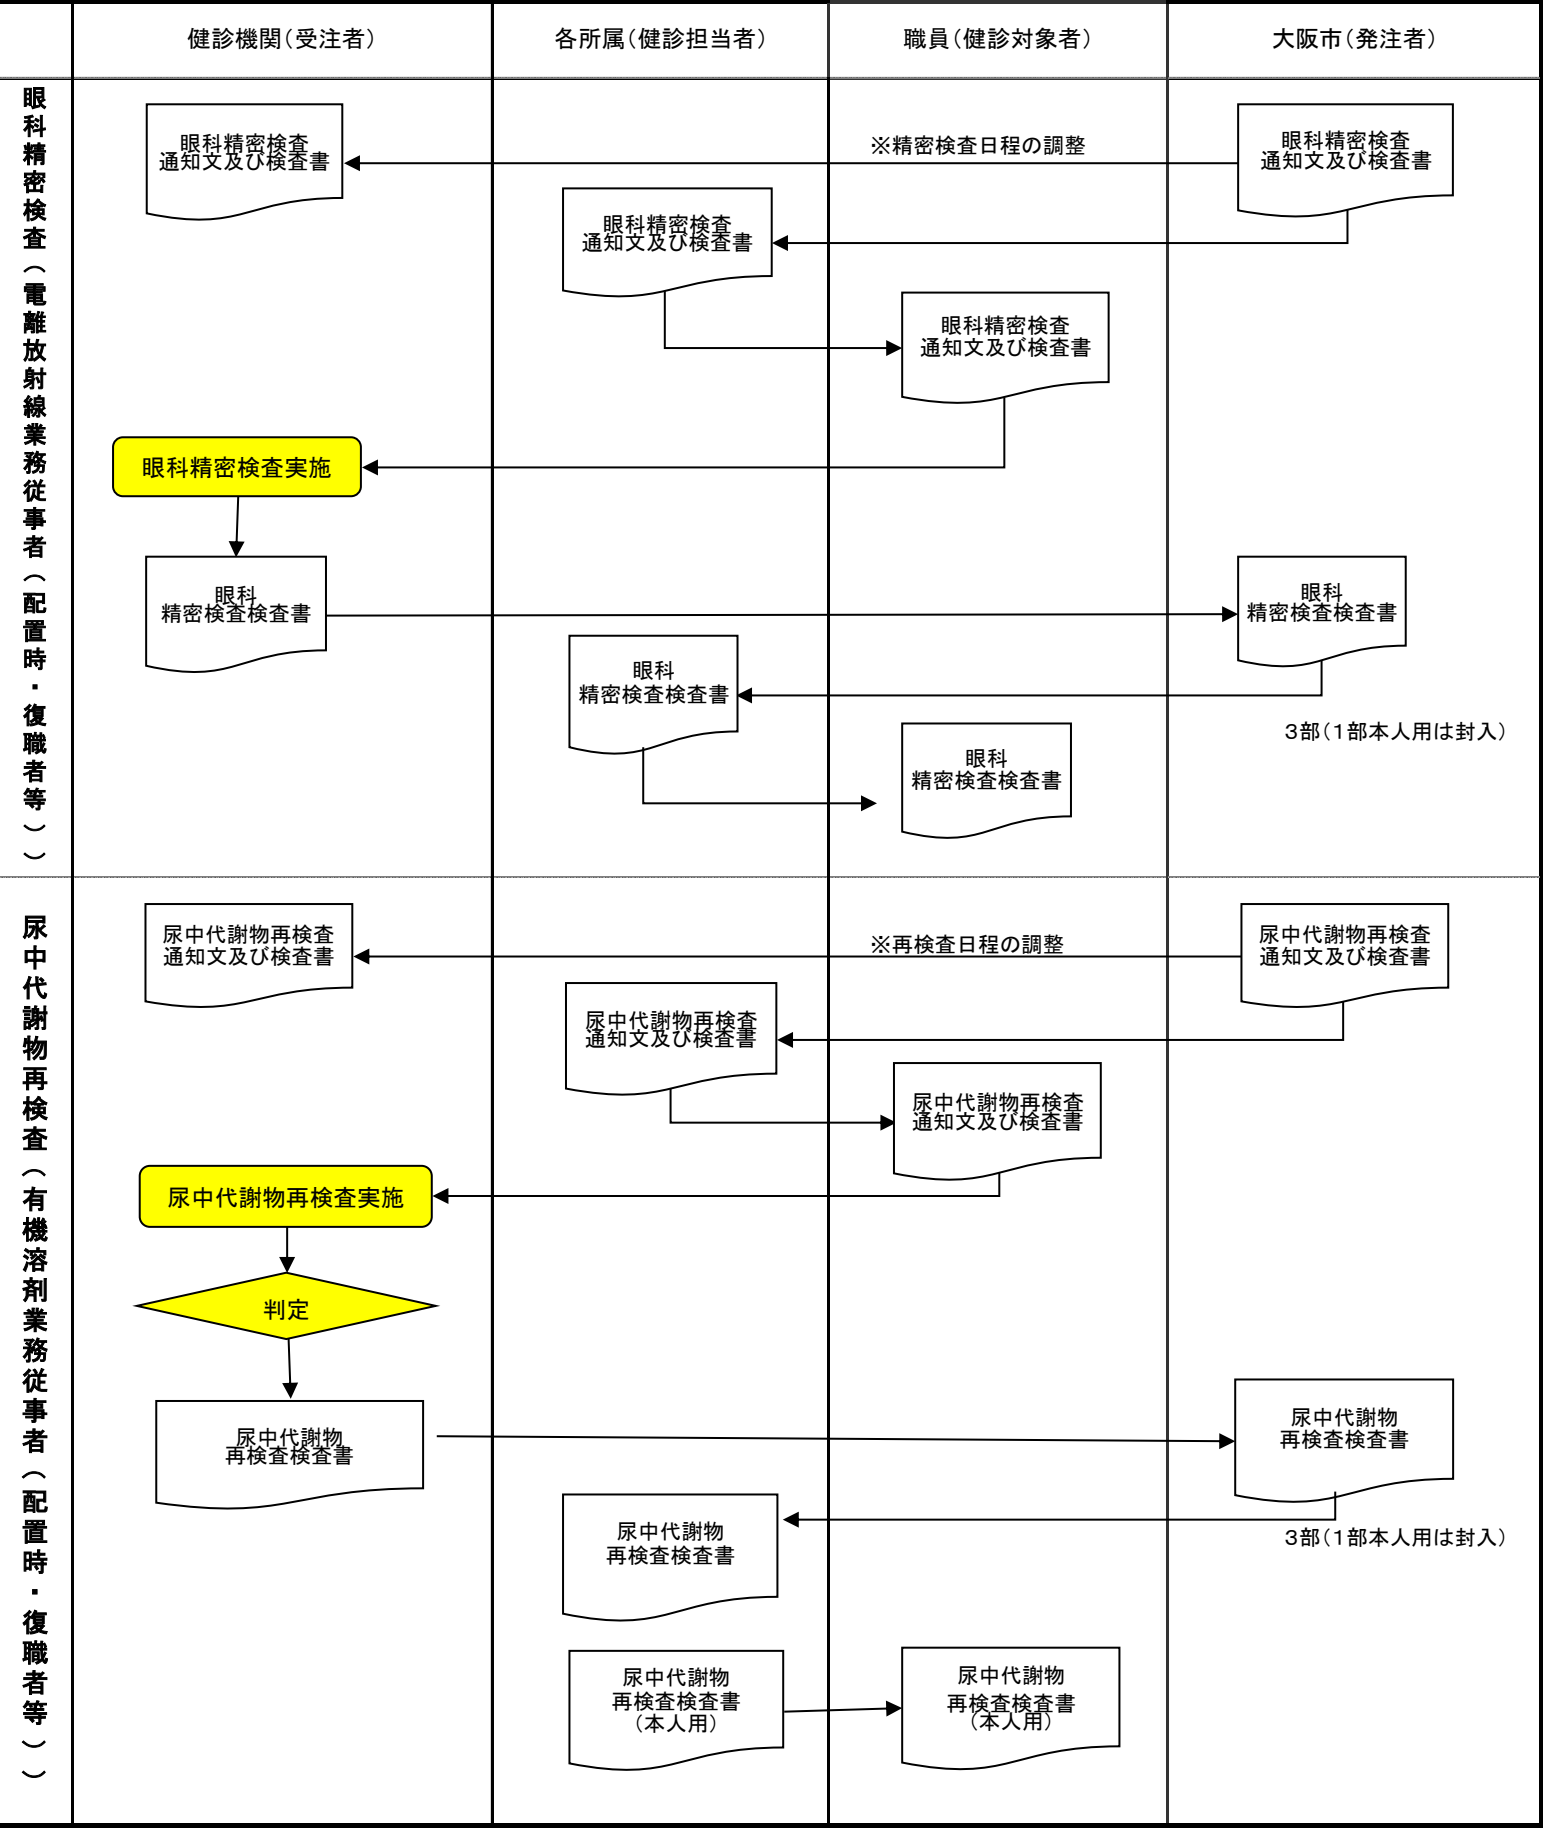 健診機関（受注者）
各所属（健診担当者）
職員（健診対象者）
大阪市（発注者）
眼科精密検査（電離放射線業務従事者（配置時・復職者等））
眼科精密検査
通知文及び検査書
※精密検査日程の調整
眼科精密検査
通知文及び検査書
眼科精密検査
通知文及び検査書
眼科精密検査
通知文及び検査書
眼科精密検査実施
眼科
精密検査検査書
眼科
精密検査検査書
眼科
精密検査検査書
3部（1部本人用は封入）
眼科
精密検査検査書
尿中代謝物再検査（有機溶剤業務従事者（配置時・復職者等））
尿中代謝物再検査
通知文及び検査書
※再検査日程の調整
尿中代謝物再検査
通知文及び検査書
尿中代謝物再検査
通知文及び検査書
尿中代謝物再検査
通知文及び検査書
尿中代謝物再検査実施
判定
尿中代謝物
再検査検査書
尿中代謝物
再検査検査書
尿中代謝物
再検査検査書
3部（1部本人用は封入）
尿中代謝物
再検査検査書
（本人用）
尿中代謝物
再検査検査書
（本人用）